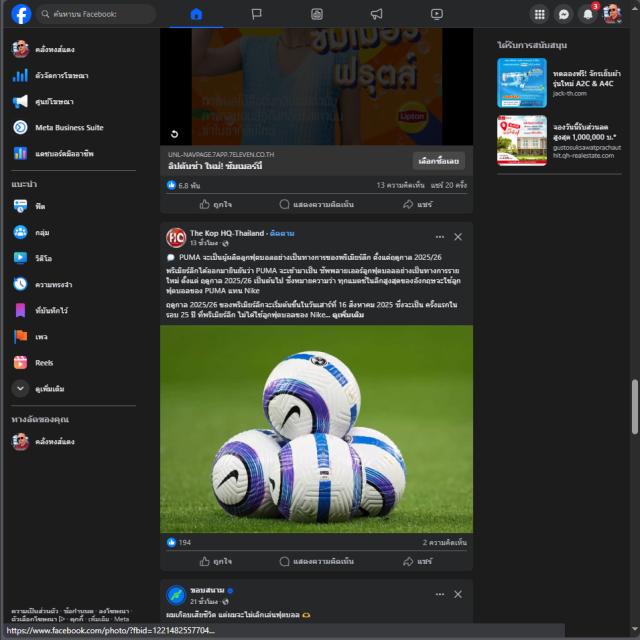 ค้นหาบน Facebook:
3
คลังหงส์แดง
ตัวจัดการโฆษณา
ศูนย์โฆษณา
Meta Business Suite
แดชบอร์ดมืออาชีพ
แนะนำ
ฟีด
กลุ่ม
วิดีโอ
ความทรงจำ
ที่บันทึกไว้
เพจ
Reels
ดูเพิ่มเติม
ทางลัดของคุณ
คลังหงส์แดง
ความเป็นส่วนตัว · ข้อกำหนด · ลงโฆษณา ·
ตัวเลือกโฆษณา · คุกกี้ · เพิ่มเติม · Meta
https://www.facebook.com/photo/?fbid=1221482557704...
ซัมเมอร์
ฟรุตส์
Lipton
UNL-NAVPAGE.7APP.7ELEVEN.CO.TH
ลิปตันซ่า ใหม่! ซัมเมอร์นี้
เลือกซื้อเลย
6.8 พัน
13 ความคิดเห็น แชร์ 20 ครั้ง
ถูกใจ
แสดงความคิดเห็น
แชร์
The Kop HQ-Thailand · ติดตาม
13 ชั่วโมง ·
PUMA จะเป็นผู้ผลิตลูกฟุตบอลอย่างเป็นทางการของพรีเมียร์ลีก ตั้งแต่ฤดูกาล 2025/26
พรีเมียร์ลีกได้ออกมายืนยันว่า PUMA จะเข้ามาเป็น ซัพพลายเออร์ลูกฟุตบอลอย่างเป็นทางการราย
ใหม่ ตั้งแต่ ฤดูกาล 2025/26 เป็นต้นไป ซึ่งหมายความว่า ทุกแมตช์ในลีกสูงสุดของอังกฤษจะใช้ลูก
ฟุตบอลของ PUMA แทน Nike
ฤดูกาล 2025/26 ของพรีเมียร์ลีกจะเริ่มต้นขึ้นในวันเสาร์ที่ 16 สิงหาคม 2025 ซึ่งจะเป็น ครั้งแรกใน
รอบ 25 ปี ที่พรีเมียร์ลีก ไม่ได้ใช้ลูกฟุตบอลของ Nike... ดูเพิ่มเติม
194
2 ความคิดเห็น
ถูกใจ
แสดงความคิดเห็น
แชร์
ขอบสนาม
21 ชั่วโมง ·
ผมเกือบเสียชีวิต แต่ผมจะไม่เลิกเล่นฟุตบอล
ได้รับการสนับสนุน
ทดลองฟรี! จักรเย็บผ้า
รุ่นใหม่ A2C & A4C
jack-th.com
จองวันนี้รับส่วนลด
สูงสุด 1,000,000 บ.*
gustosuksawatprachaut
hit.qh-realestate.com